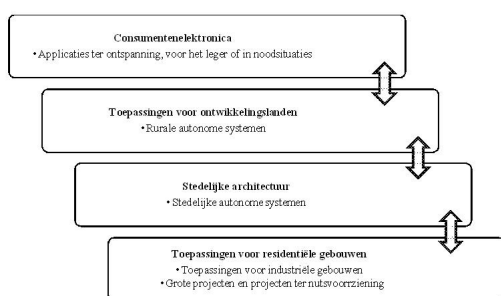 Consumentenelektronica
•Applicaties ter ontspanning, voor het leger of in noodsituaties
Toepassingen voor ontwikkelingslanden
•Rurale autonome systemen
Stedelijke architectuur
•Stedelijke autonome systemen
Toepassingen voor residentiële gebouwen
•Toepassingen voor industriële gebouwen
•Grote projecten en projecten ter nutsvoorrziening